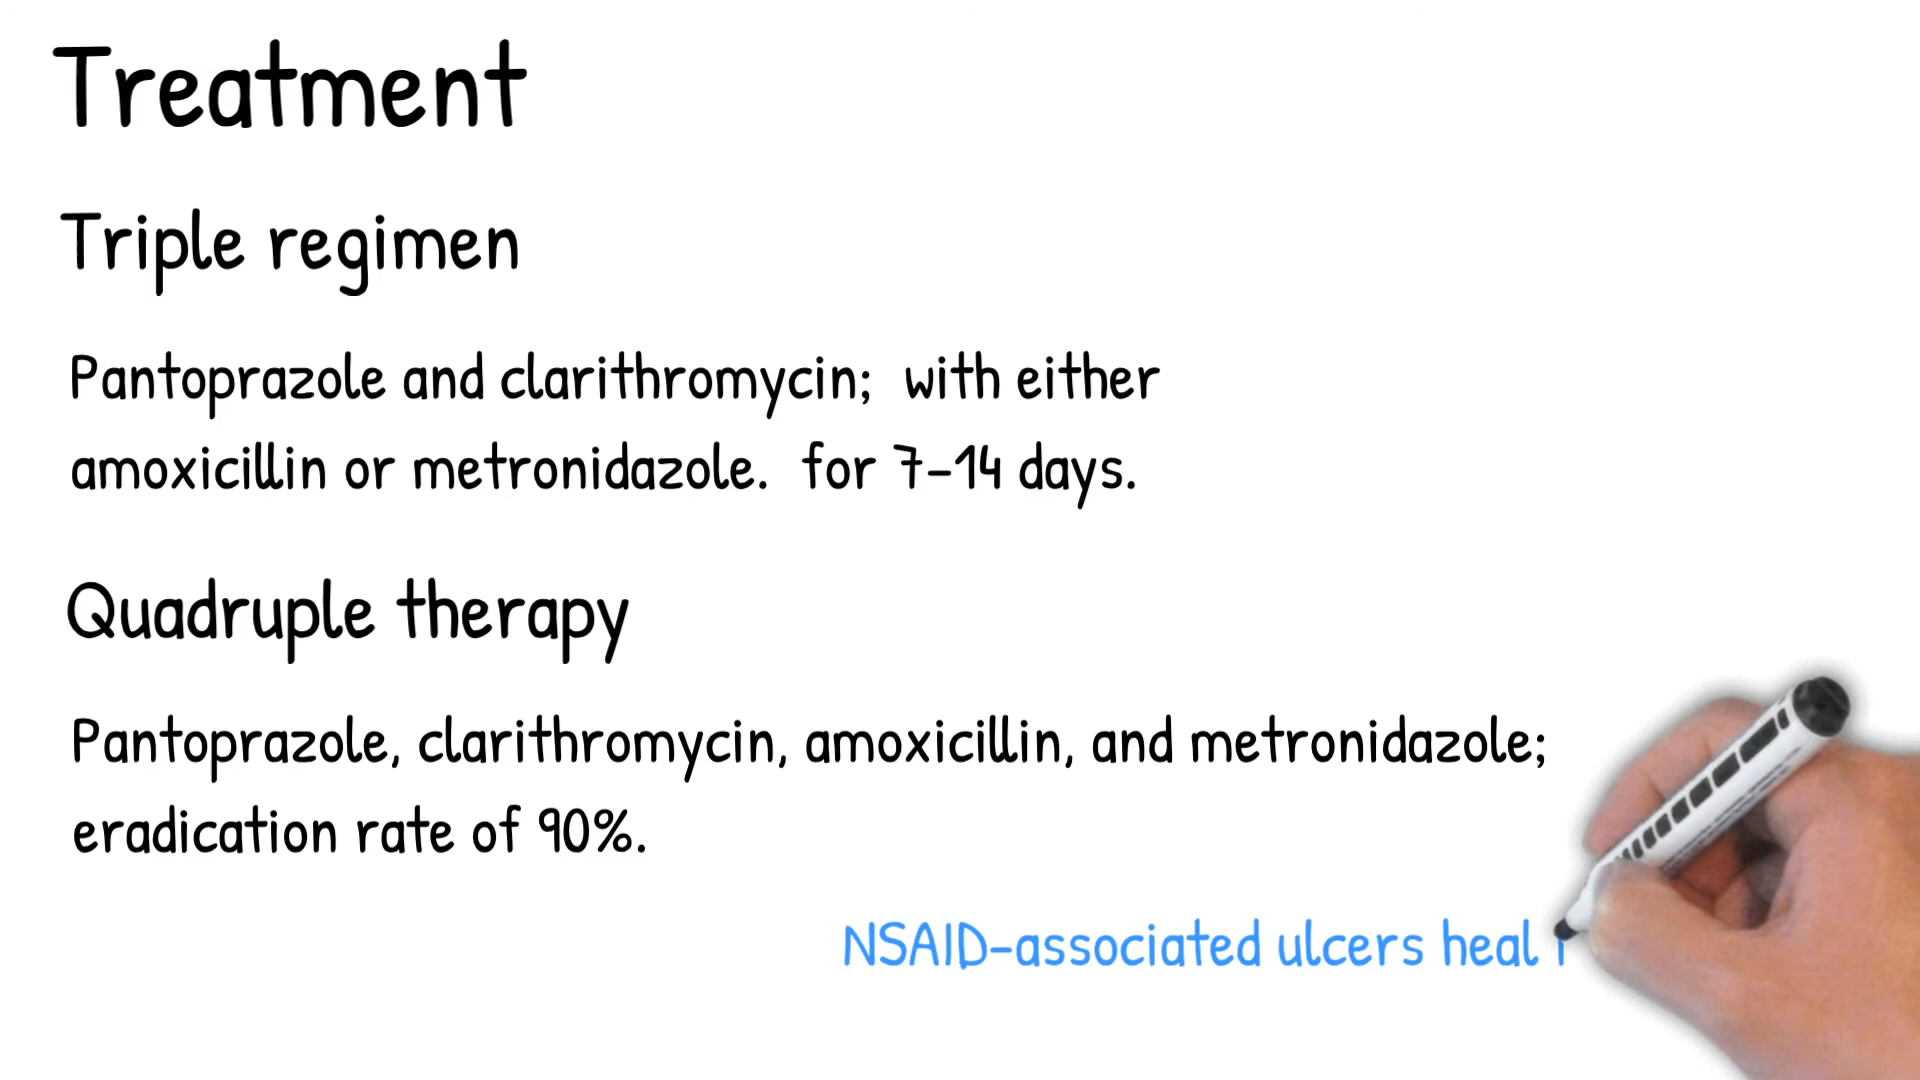 Treatment
Triple regimen
Pantoprazole and clarithromycin; with either
amoxicillin or metronidazole. for 7-14 days.
Quadruple therapy
Pantoprazole, clarithromycin, amoxicillin, and metronidazole;
eradication rate of 90%.
NSAID-associated ulcers heal